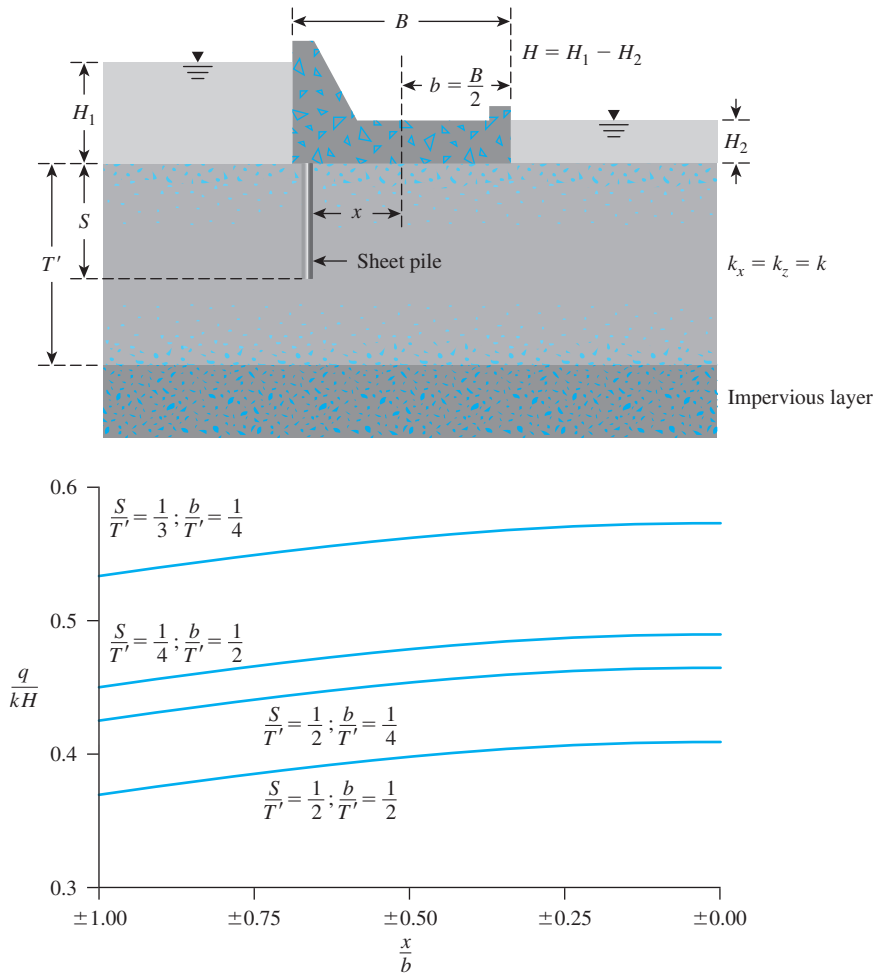 B
H = H₁ − H₂
b = B/2
H₁
H₂
S
x
T′
Sheet pile
kₓ = k_z = k
Impervious layer
0.6
S/T′ = 1/3 ; b/T′ = 1/4
0.5
S/T′ = 1/4 ; b/T′ = 1/2
q/kH
S/T′ = 1/2 ; b/T′ = 1/4
0.4
S/T′ = 1/2 ; b/T′ = 1/2
0.3
±1.00 ±0.75 ±0.50 ±0.25 ±0.00
x/b